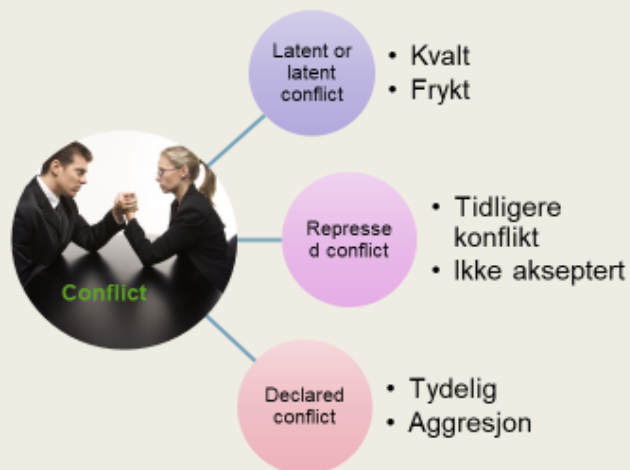 Latent or
latent
conflict
• Kvalt
• Frykt
Conflict
Represse
d conflict
• Tidligere
konflikt
• Ikke akseptert
Declared
conflict
• Tydelig
• Aggresjon